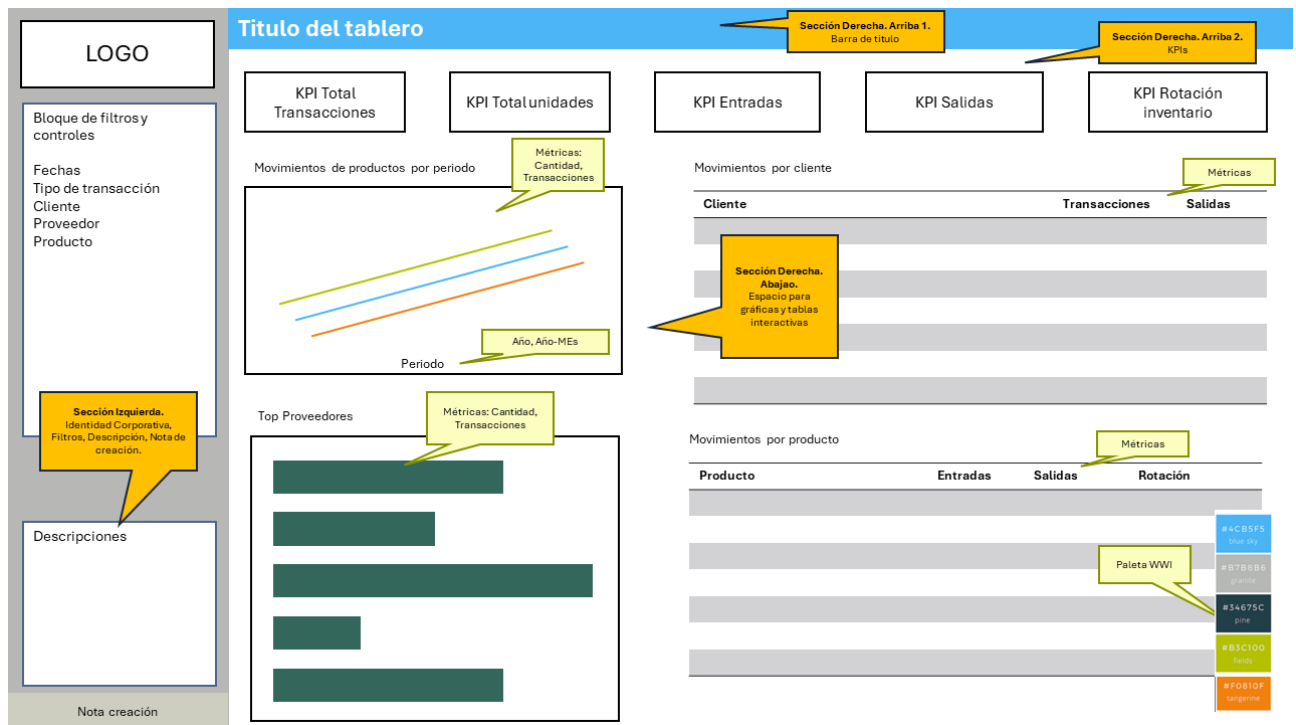 LOGO
Titulo del tablero
Sección Derecha. Arriba 1.
Barra de titulo
Sección Derecha. Arriba 2.
KPIs
Bloque de filtros y
controles
Fechas
Tipo de transacción
Cliente
Proveedor
Producto
KPI Total
Transacciones
KPI Total unidades
KPI Entradas
KPI Salidas
KPI Rotación
inventario
Movimientos de productos por periodo
Métricas:
Cantidad,
Transacciones
Año, Año-MEs
Periodo
Movimientos por cliente
Métricas
Cliente
Transacciones
Salidas
Sección Derecha.
Abajao.
Espacio para
gráficas y tablas
interactivas
Sección Izquierda.
Identidad Corporativa,
Filtros, Descripción, Nota de
creación.
Top Proveedores
Métricas: Cantidad,
Transacciones
Movimientos por producto
Métricas
Producto
Entradas
Salidas
Rotación
Descripciones
Paleta WWI
#4CB5F5
blue sky
#B7B8B6
granite
#34675C
pine
#B3C100
fields
#F0810F
tangerine
Nota creación